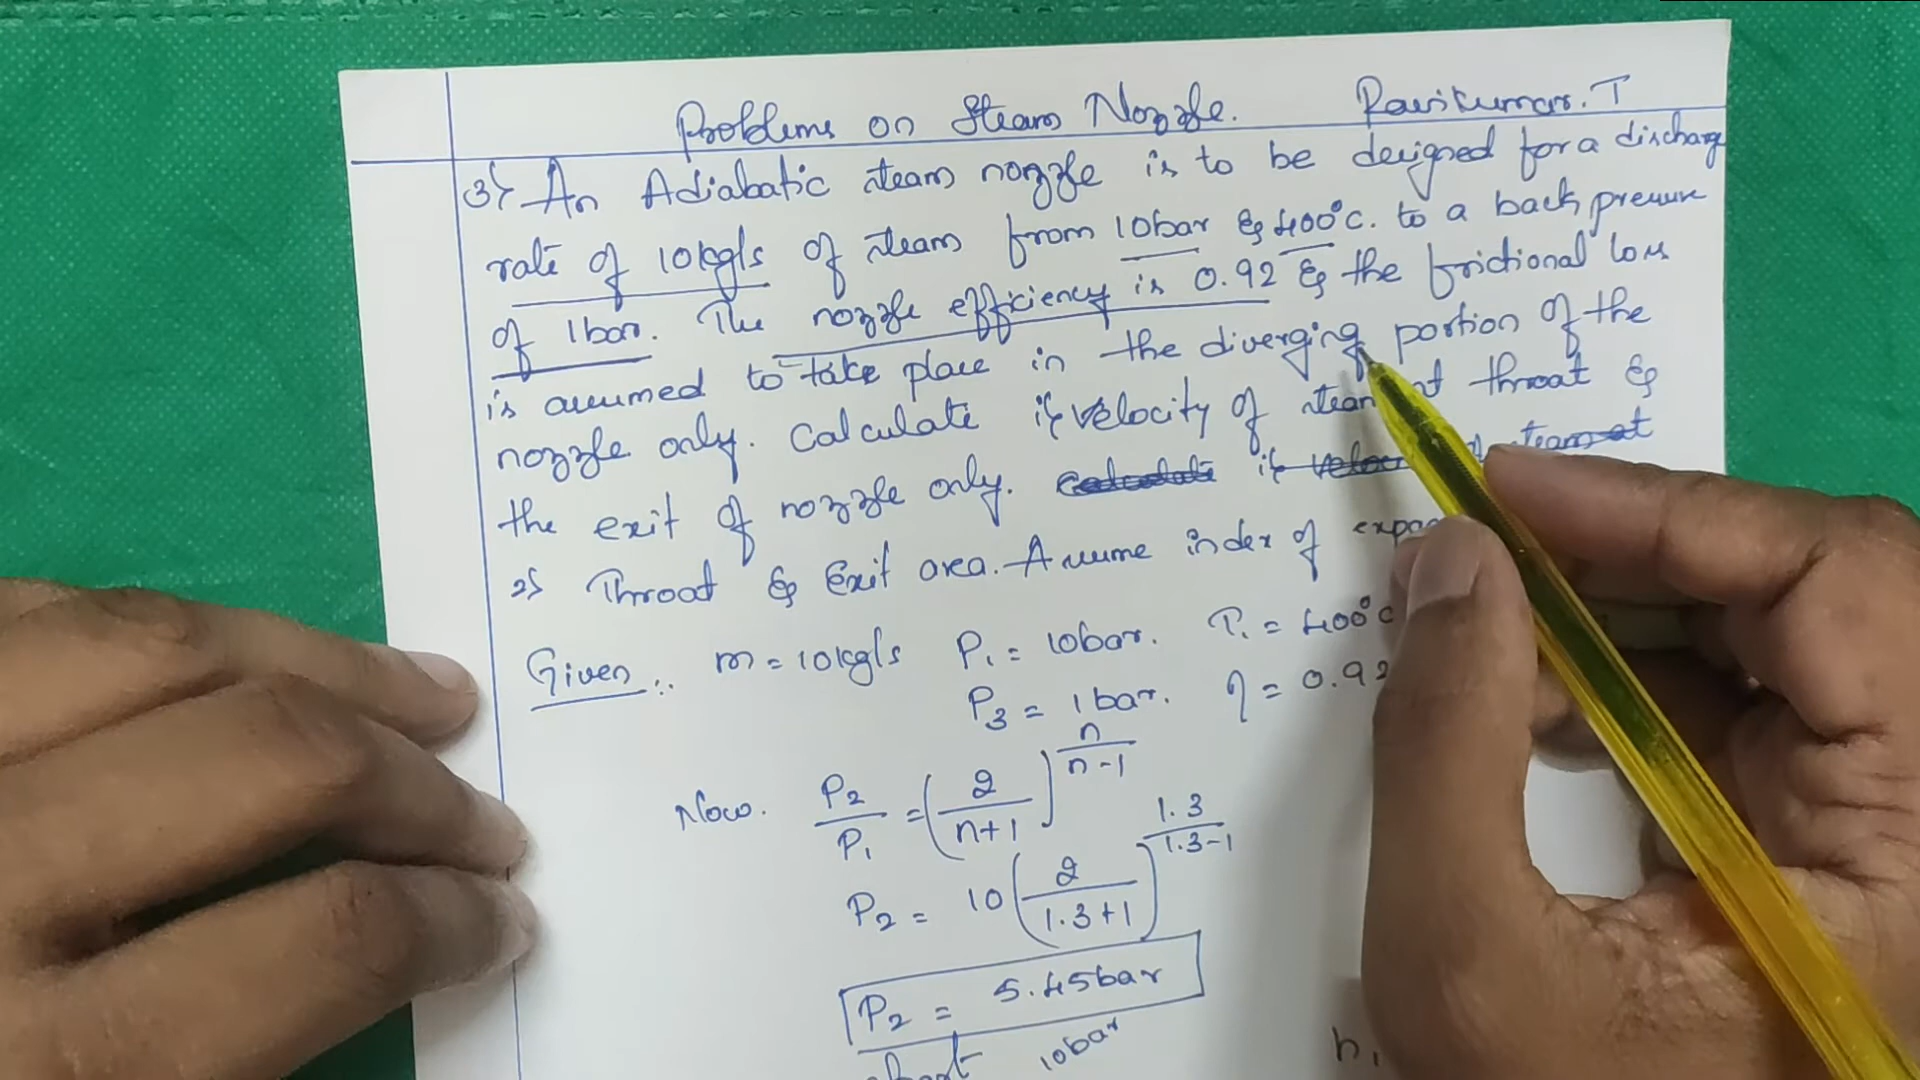 Problems on Steam Nozzle. Ravikumar. T
3) An Adiabatic steam nozzle is to be designed for a discharge
rate of 10kg/s of steam from 10bar & 400°c. to a back pressure
of 1bar. The nozzle efficiency is 0.92 & the frictional loss
is assumed to take place in the diverging portion of the
nozzle only. Calculate 1) Velocity of steam at throat &
the exit of nozzle only. Calculate 1) steam at
2) Throat & Exit area. Assume index of
Given :. m = 10kg/s P1 = 10bar. T1 = 400°c
P3 = 1bar. η = 0.92
Now. P2/P1 = (2/(n+1))^(n/(n-1))
P2 = 10(2/(1.3+1))^(1.3/(1.3-1))
P2 = 5.45bar
10bar h1